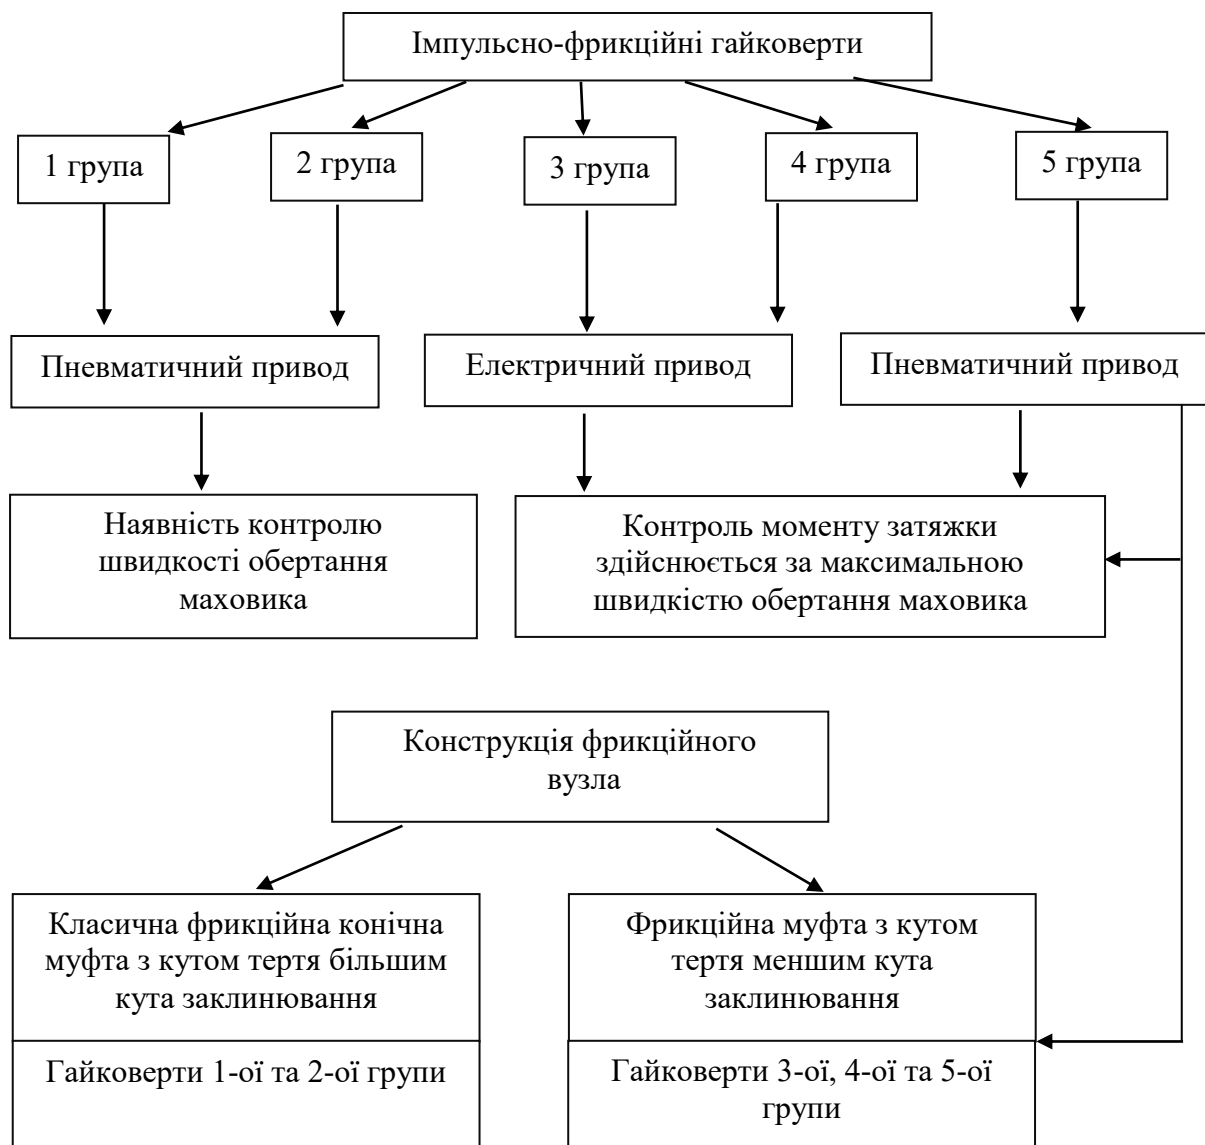 Імпульсно-фрикційні гайковерти
1 група
2 група
3 група
4 група
5 група
Пневматичний привод
Електричний привод
Пневматичний привод
Наявність контролю
швидкості обертання
маховика
Контроль моменту затяжки
здійснюється за максимальною
швидкістю обертання маховика
Конструкція фрикційного
вузла
Класична фрикційна конічна
муфта з кутом тертя більшим
кута заклинювання
Фрикційна муфта з кутом
тертя меншим кута
заклинювання
Гайковерти 1-ої та 2-ої групи
Гайковерти 3-ої, 4-ої та 5-ої
групи